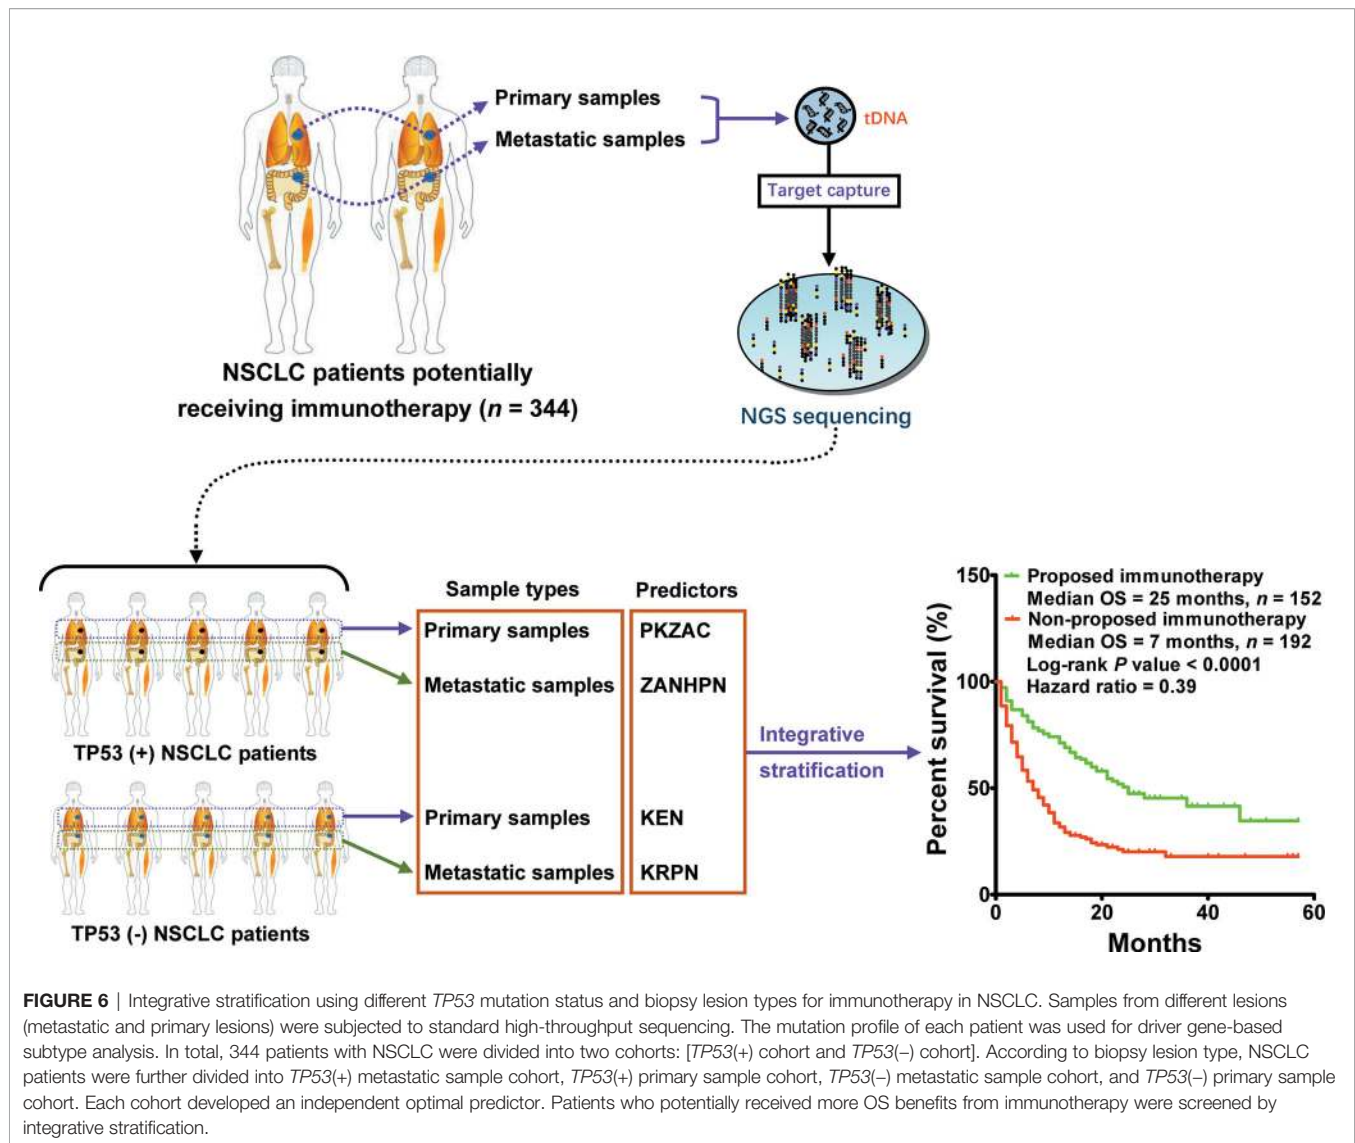 Primary samples
Metastatic samples
tDNA
Target capture
NSCLC patients potentially
receiving immunotherapy (n = 344)
NGS sequencing
Sample types
Predictors
Primary samples
PKZAC
Metastatic samples
ZANHPN
TP53 (+) NSCLC patients
Primary samples
KEN
Metastatic samples
KRPN
TP53 (-) NSCLC patients
Integrative
stratification
Percent survival (%)
150
100
50
0
Proposed immunotherapy
Median OS = 25 months, n = 152
Non-proposed immunotherapy
Median OS = 7 months, n = 192
Log-rank P value < 0.0001
Hazard ratio = 0.39
0 20 40 60
Months
FIGURE 6 | Integrative stratification using different TP53 mutation status and biopsy lesion types for immunotherapy in NSCLC. Samples from different lesions
(metastatic and primary lesions) were subjected to standard high-throughput sequencing. The mutation profile of each patient was used for driver gene-based
subtype analysis. In total, 344 patients with NSCLC were divided into two cohorts: [TP53(+) cohort and TP53(−) cohort]. According to biopsy lesion type, NSCLC
patients were further divided into TP53(+) metastatic sample cohort, TP53(+) primary sample cohort, TP53(−) metastatic sample cohort, and TP53(−) primary sample
cohort. Each cohort developed an independent optimal predictor. Patients who potentially received more OS benefits from immunotherapy were screened by
integrative stratification.